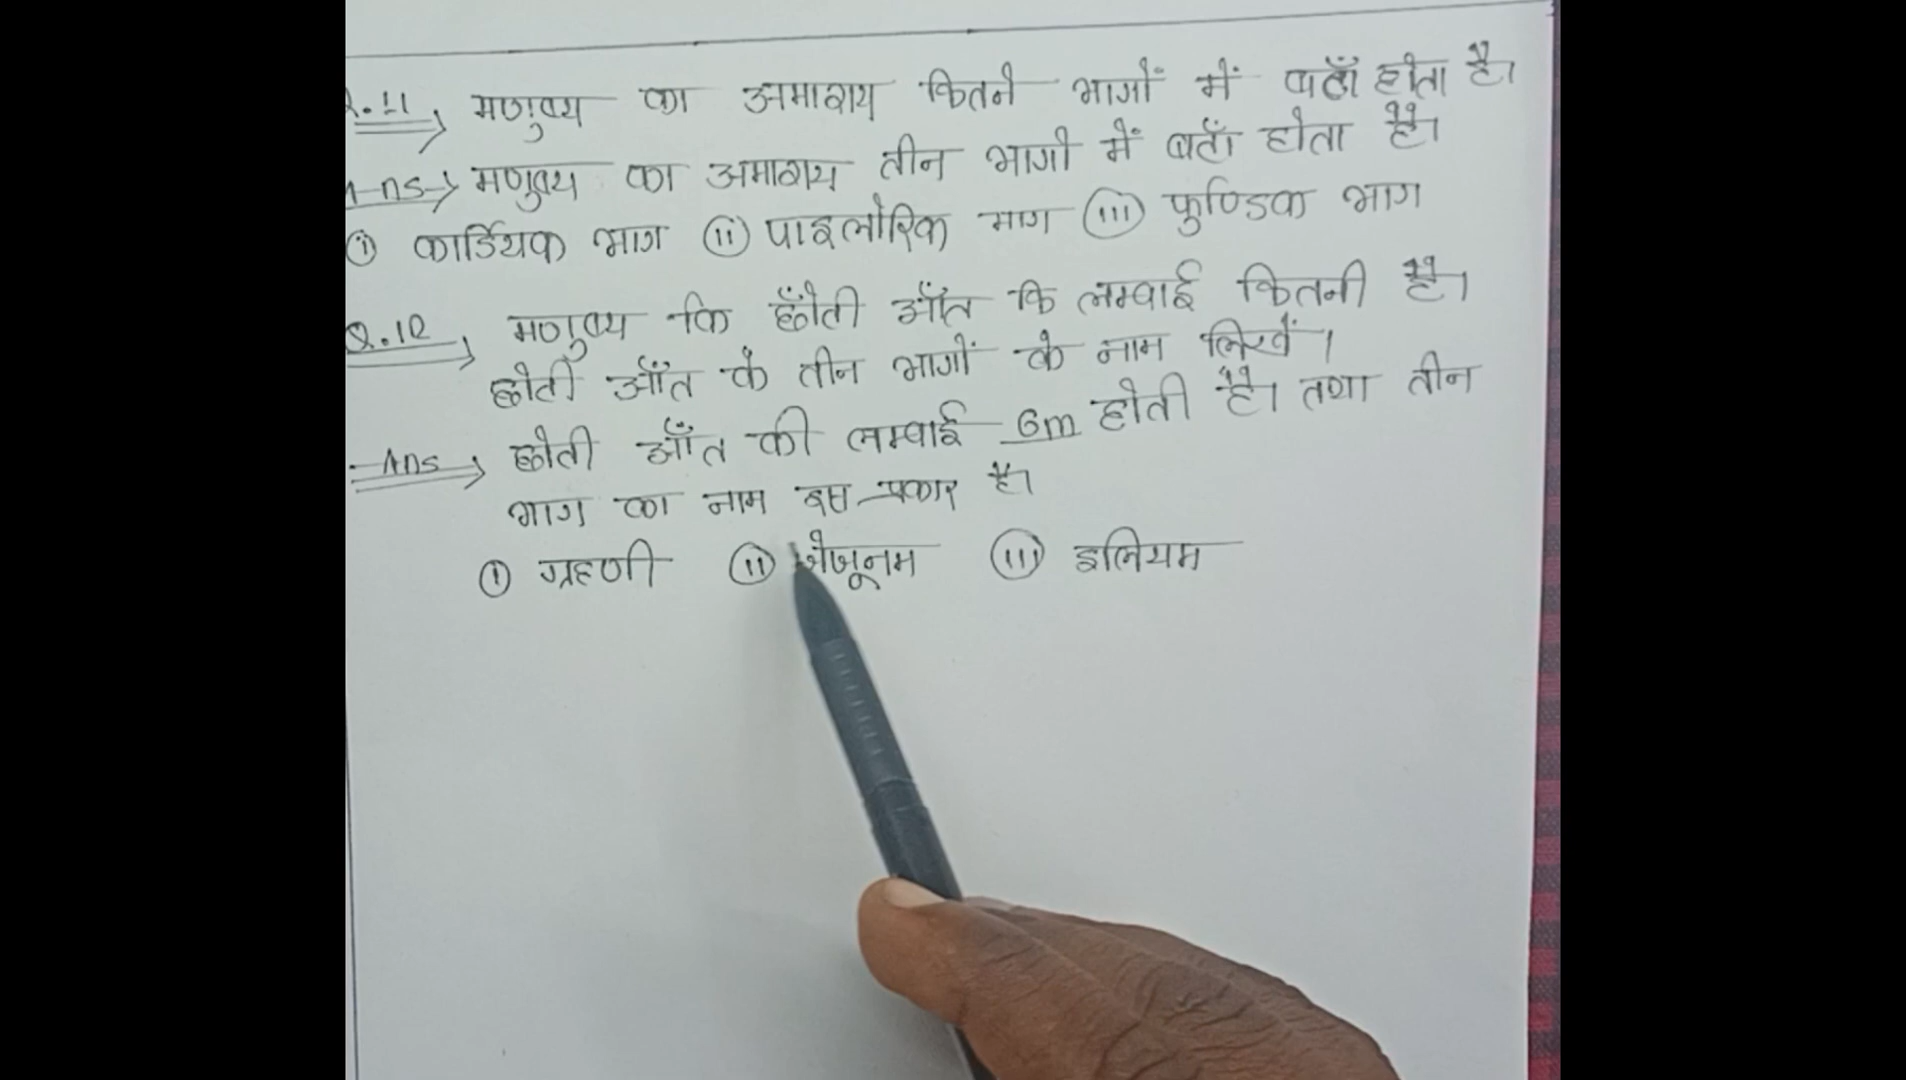 Q.11 मणुष्य का अमाशय कितने भागों में बटाँ होता है।
Ans→ मणुष्य का अमाशय तीन भागो में बटाँ होता है।
(i) कार्डियक भाग (ii) पाइलोरिक भाग (iii) फुण्डिक भाग
Q.12 मणुष्य कि छोँती आँत कि लम्बाई कितनी है।
छोती आँत के तीन भागों के नाम लिखें।
Ans→ छोती आँत की लम्बाई 6m होती है। तथा तीन
भाग का नाम इस प्रकार है।
(i) ग्रहणी (ii) जेजूनम (iii) इलियम